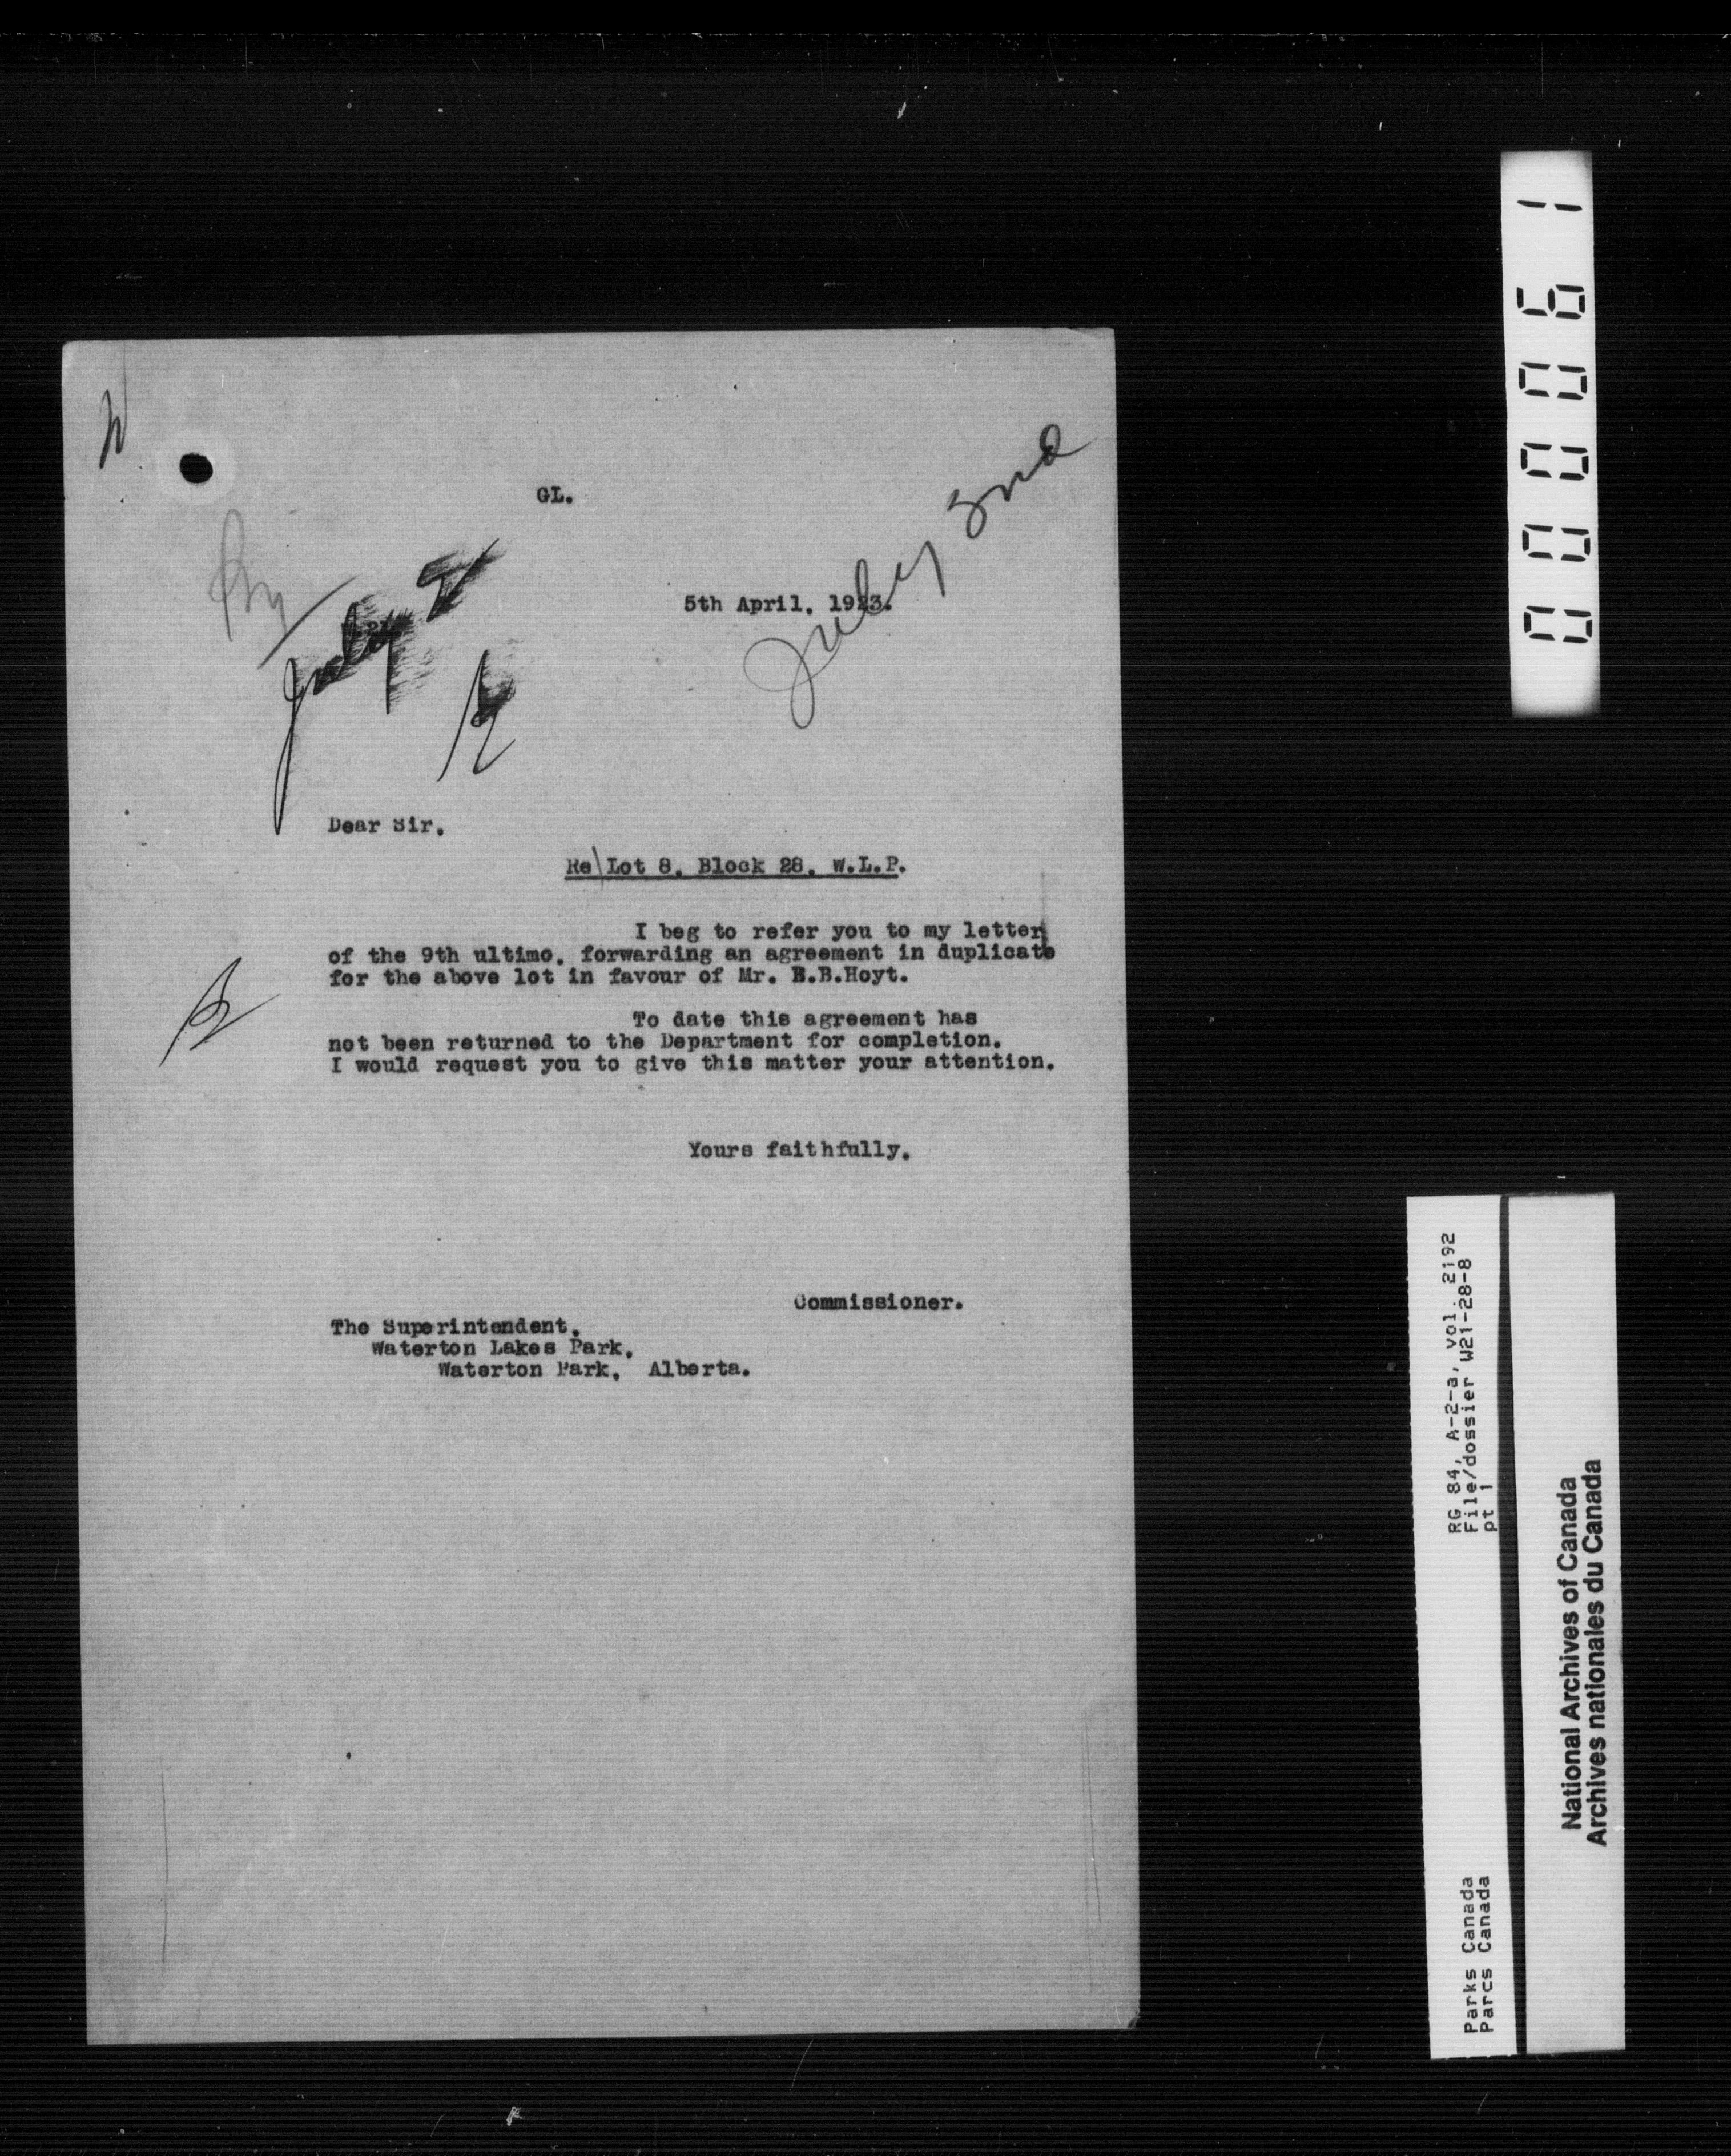 GL.
July 3rd
5th April, 1923.
By
July
Dear Sir,
Re Lot 8, Block 28, W.L.P.
I beg to refer you to my letter
of the 9th ultimo, forwarding an agreement in duplicate
for the above lot in favour of Mr. E.B.Hoyt.
To date this agreement has
not been returned to the Department for completion.
I would request you to give this matter your attention.
Yours faithfully,
Commissioner.
The Superintendent,
Waterton Lakes Park,
Waterton Park, Alberta.
000061
RG 84, A-2-a, vol. 2192
File/dossier W21-28-8
pt 1
Parks Canada
Parcs Canada
National Archives of Canada
Archives nationales du Canada